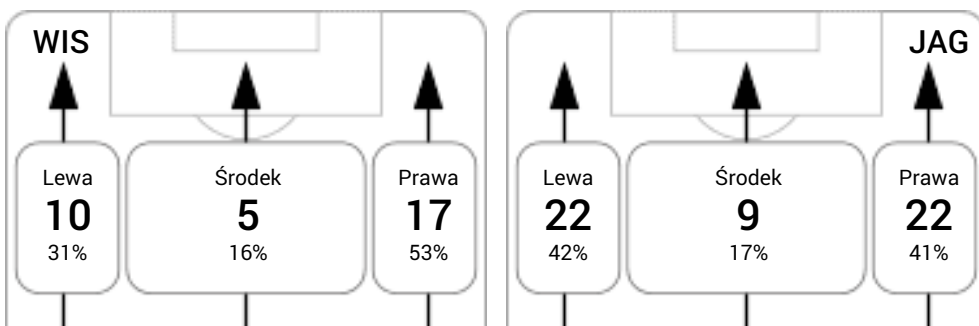 WIS
Lewa
10
31%
Środek
5
16%
Prawa
17
53%
JAG
Lewa
22
42%
Środek
9
17%
Prawa
22
41%